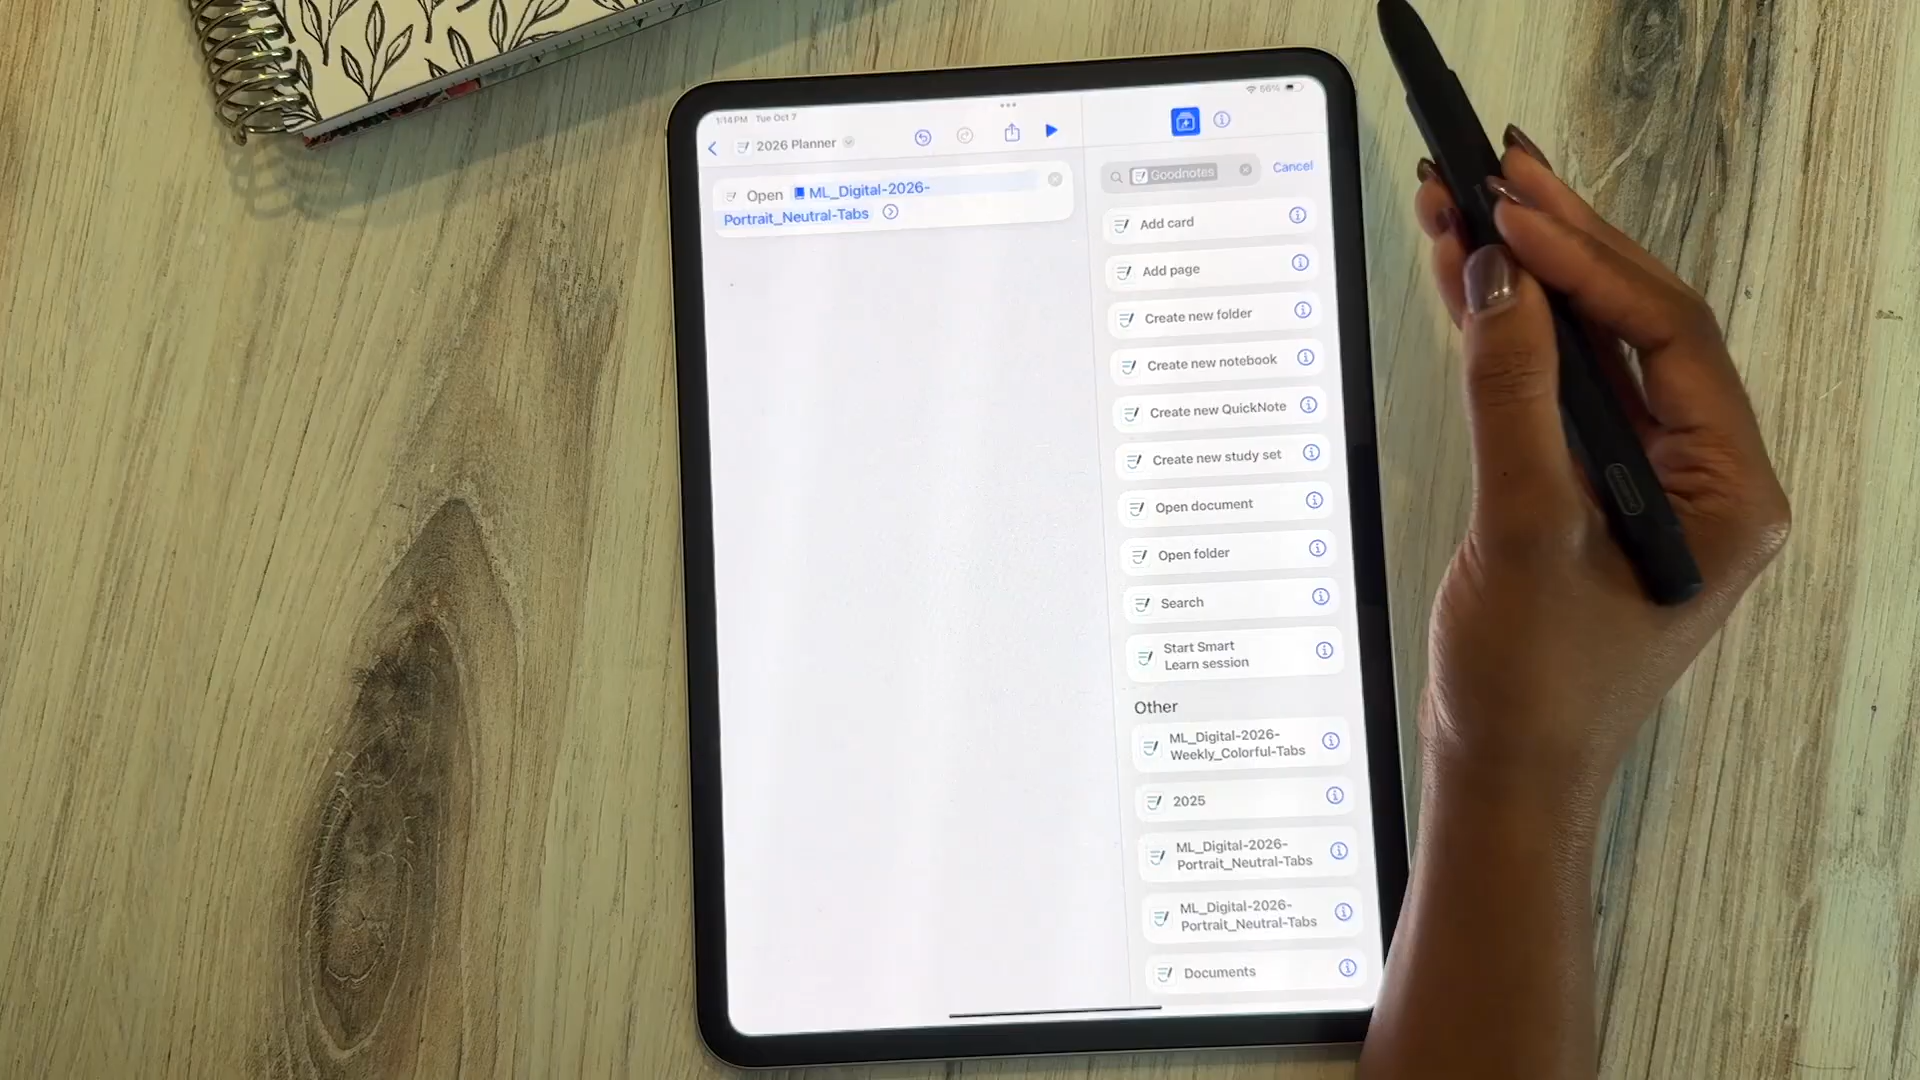 1:14 PM Tue Oct 7
66%
2026 Planner
Open ML_Digital-2026-
Portrait_Neutral-Tabs
Goodnotes
Cancel
Add card
Add page
Create new folder
Create new notebook
Create new QuickNote
Create new study set
Open document
Open folder
Search
Start Smart
Learn session
Other
ML_Digital-2026-
Weekly_Colorful-Tabs
2025
ML_Digital-2026-
Portrait_Neutral-Tabs
ML_Digital-2026-
Portrait_Neutral-Tabs
Documents